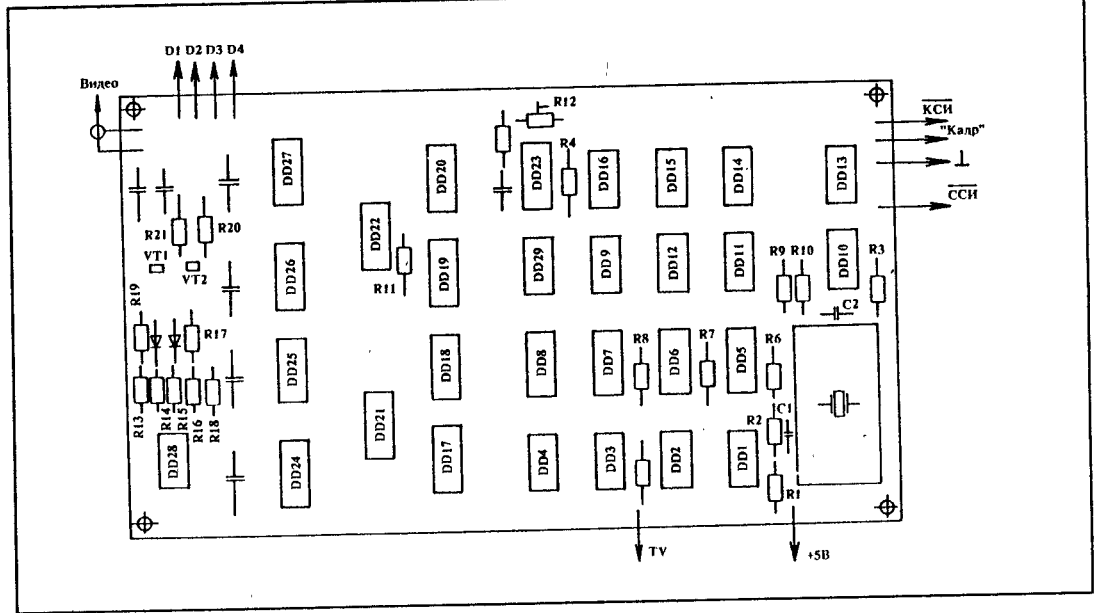 D1 D2 D3 D4
Видео
R12
КСИ
"Кадр"
ССИ
R4
DD27
DD20
DD23
DD16
DD15
DD14
DD13
R21
R20
DD22
VT1
VT2
DD26
R11
DD19
DD29
DD9
DD12
DD11
R9 R10
DD10
R3
C2
R19
R17
DD25
DD18
DD8
DD7
R8
DD6
R7
DD5
R6
R13
R14
R15
R16
R18
DD21
R2
C1
DD28
DD24
DD17
DD4
DD3
DD2
DD1
R1
TV
+5В